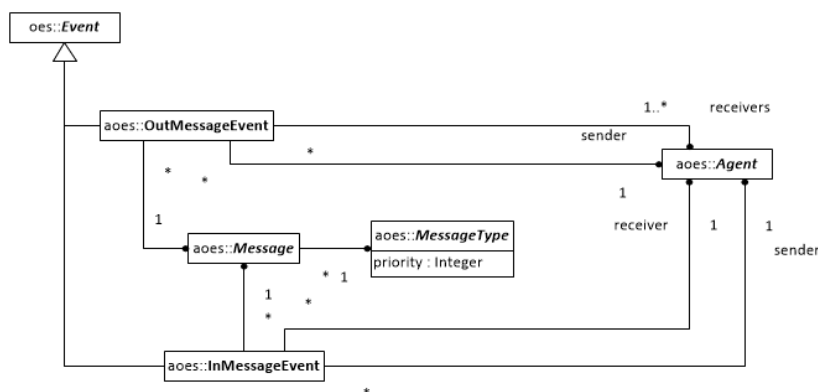 oes::Event
1..* receivers
aoes::OutMessageEvent
sender
*
aoes::Agent
*
*
1
1
receiver 1 1
aoes::MessageType
aoes::Message
sender
priority : Integer
* 1
1
*
*
aoes::InMessageEvent
*